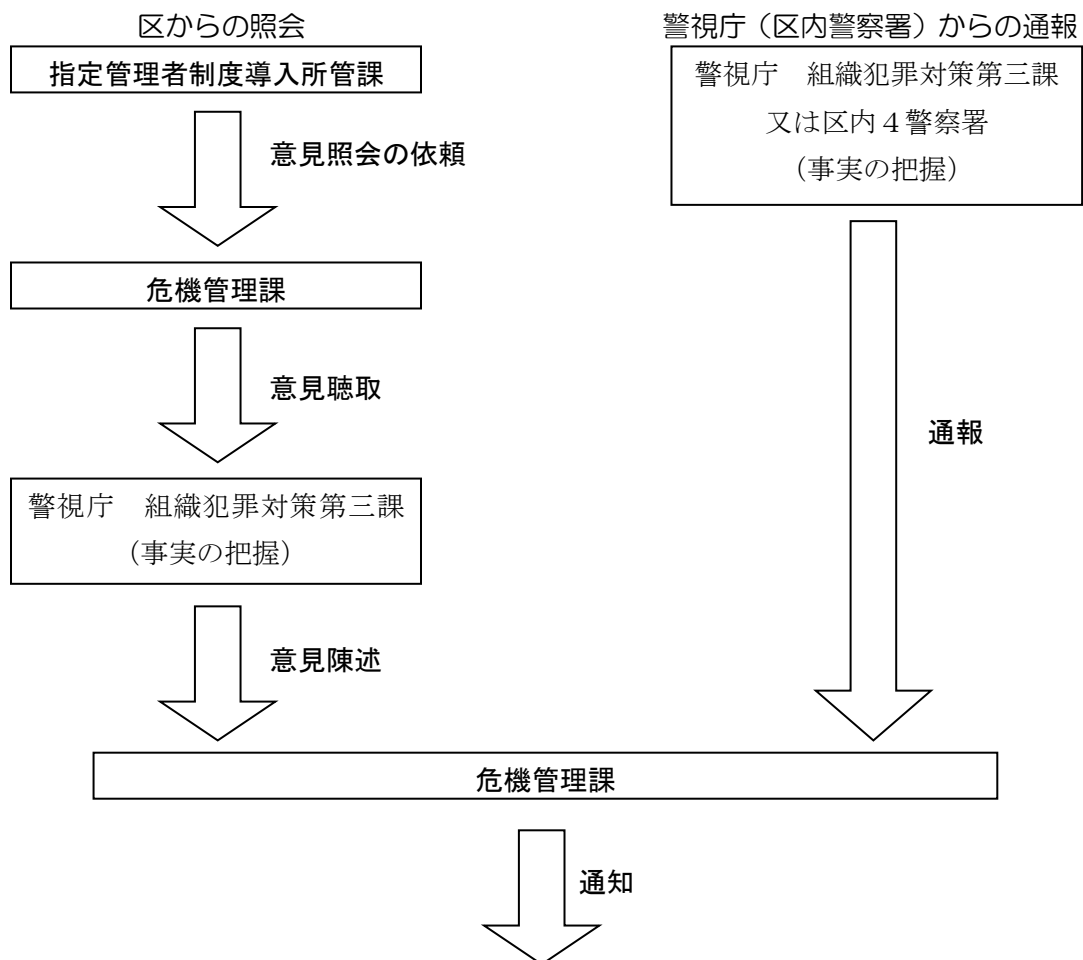 区からの照会
指定管理者制度導入所管課
意見照会の依頼
危機管理課
意見聴取
警視庁　組織犯罪対策第三課
（事実の把握）
意見陳述
警視庁（区内警察署）からの通報
警視庁　組織犯罪対策第三課
又は区内４警察署
（事実の把握）
通報
危機管理課
通知